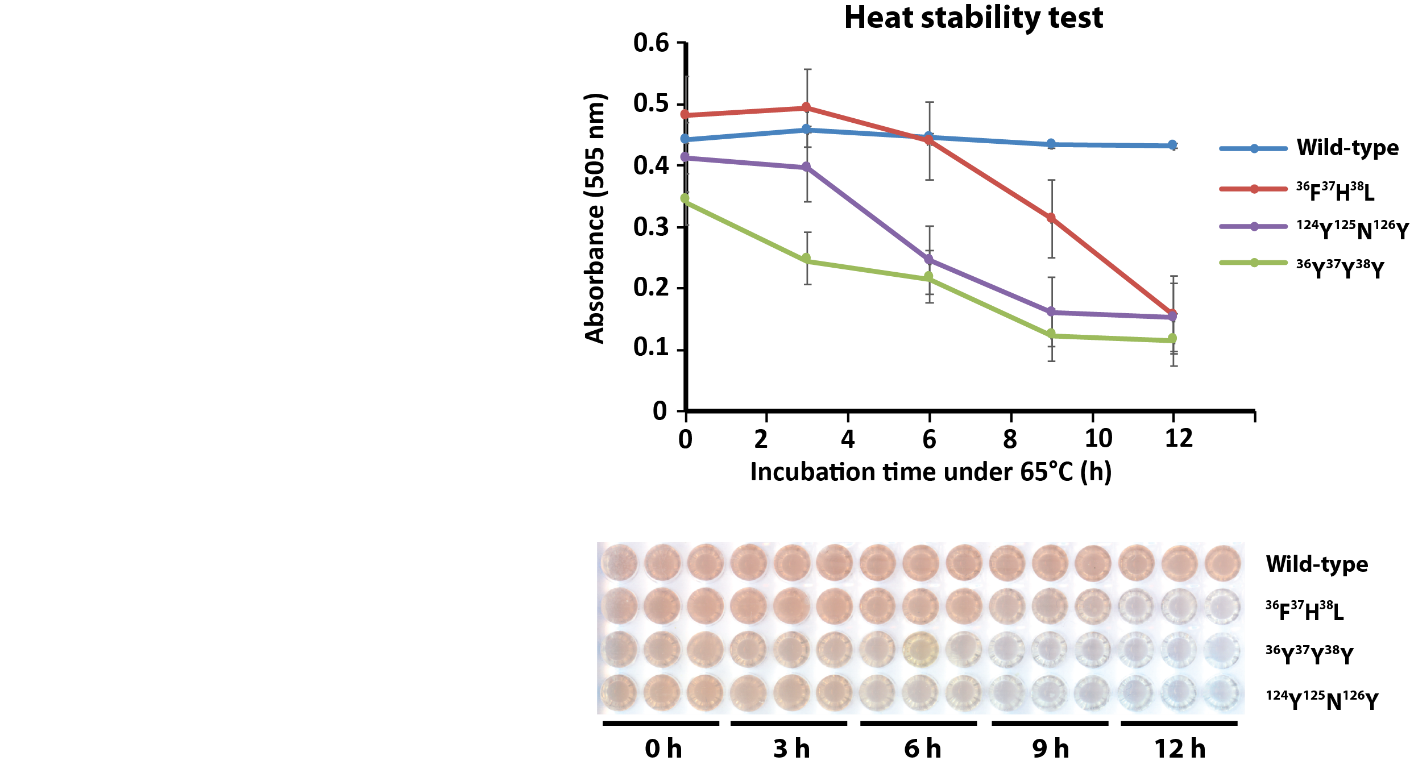 Heat stability test
0.6
0.5
0.4
0.3
0.2
0.1
0
Absorbance (505 nm)
0 2 4 6 8 10 12
Incubation time under 65°C (h)
Wild-type
³⁶F³⁷H³⁸L
¹²⁴Y¹²⁵N¹²⁶Y
³⁶Y³⁷Y³⁸Y
Wild-type
³⁶F³⁷H³⁸L
³⁶Y³⁷Y³⁸Y
¹²⁴Y¹²⁵N¹²⁶Y
0 h 3 h 6 h 9 h 12 h